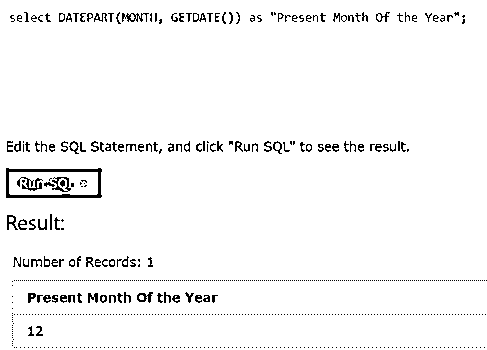 select DATEPART(MONTH, GETDATE()) as "Present Month Of the Year";
Edit the SQL Statement, and click "Run SQL" to see the result.
Run SQL »
Result:
Number of Records: 1
Present Month Of the Year
12